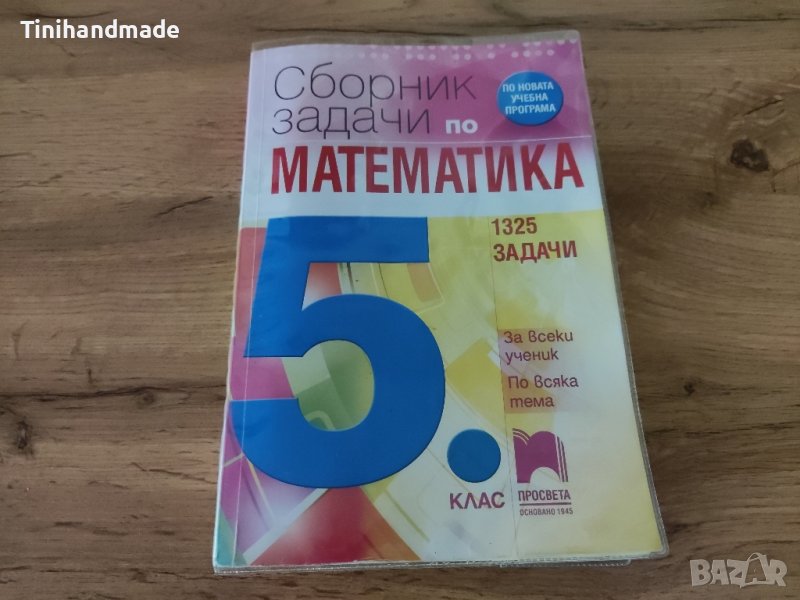 Tinihandmade
Сборник
задачи по
МАТЕМАТИКА
ПО НОВАТА
УЧЕБНА
ПРОГРАМА
1325
ЗАДАЧИ
5.
КЛАС
За всеки
ученик
По всяка
тема
ПРОСВЕТА
ОСНОВАНО 1945
BAZAR